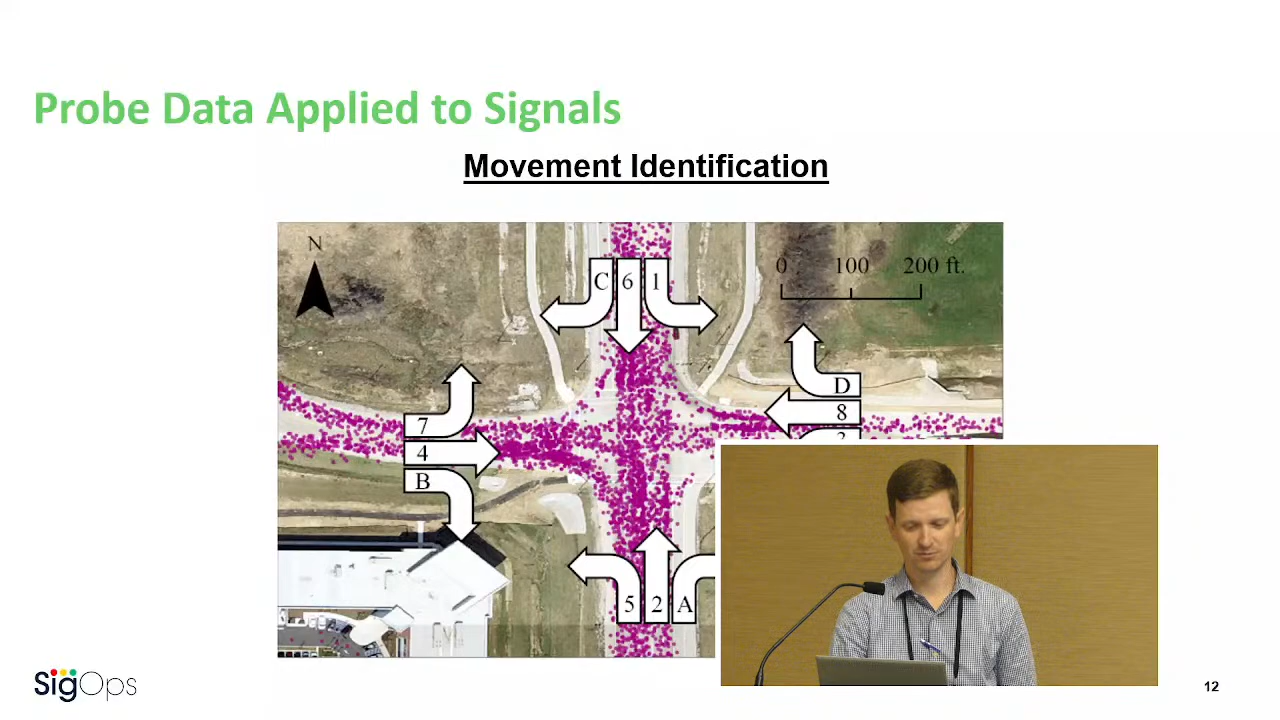 Probe Data Applied to Signals
Movement Identification
N
C 6 1
0 100 200 ft.
D
7
8
4
B
5 2 A
SigOps
12